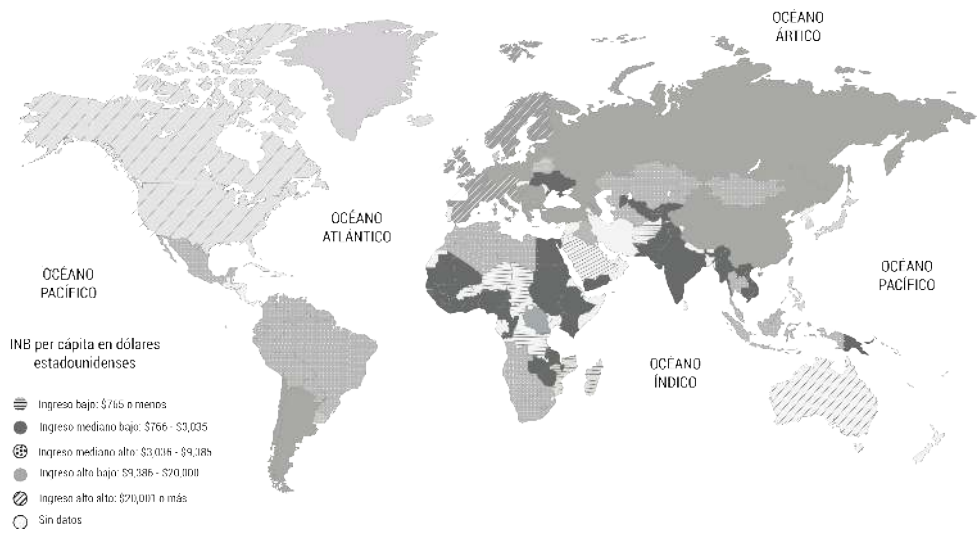 OCÉANO
ÁRTICO
OCÉANO
ATLÁNTICO
OCÉANO
PACÍFICO
OCÉANO
PACÍFICO
OCÉANO
ÍNDICO
INB per cápita en dólares
estadounidenses
Ingreso bajo: $765 o menos
Ingreso mediano bajo: $766 - $3,035
Ingreso mediano alto: $3,036 - $9,385
Ingreso alto bajo: $9,386 - $20,000
Ingreso alto alto: $20,001 o más
Sin datos